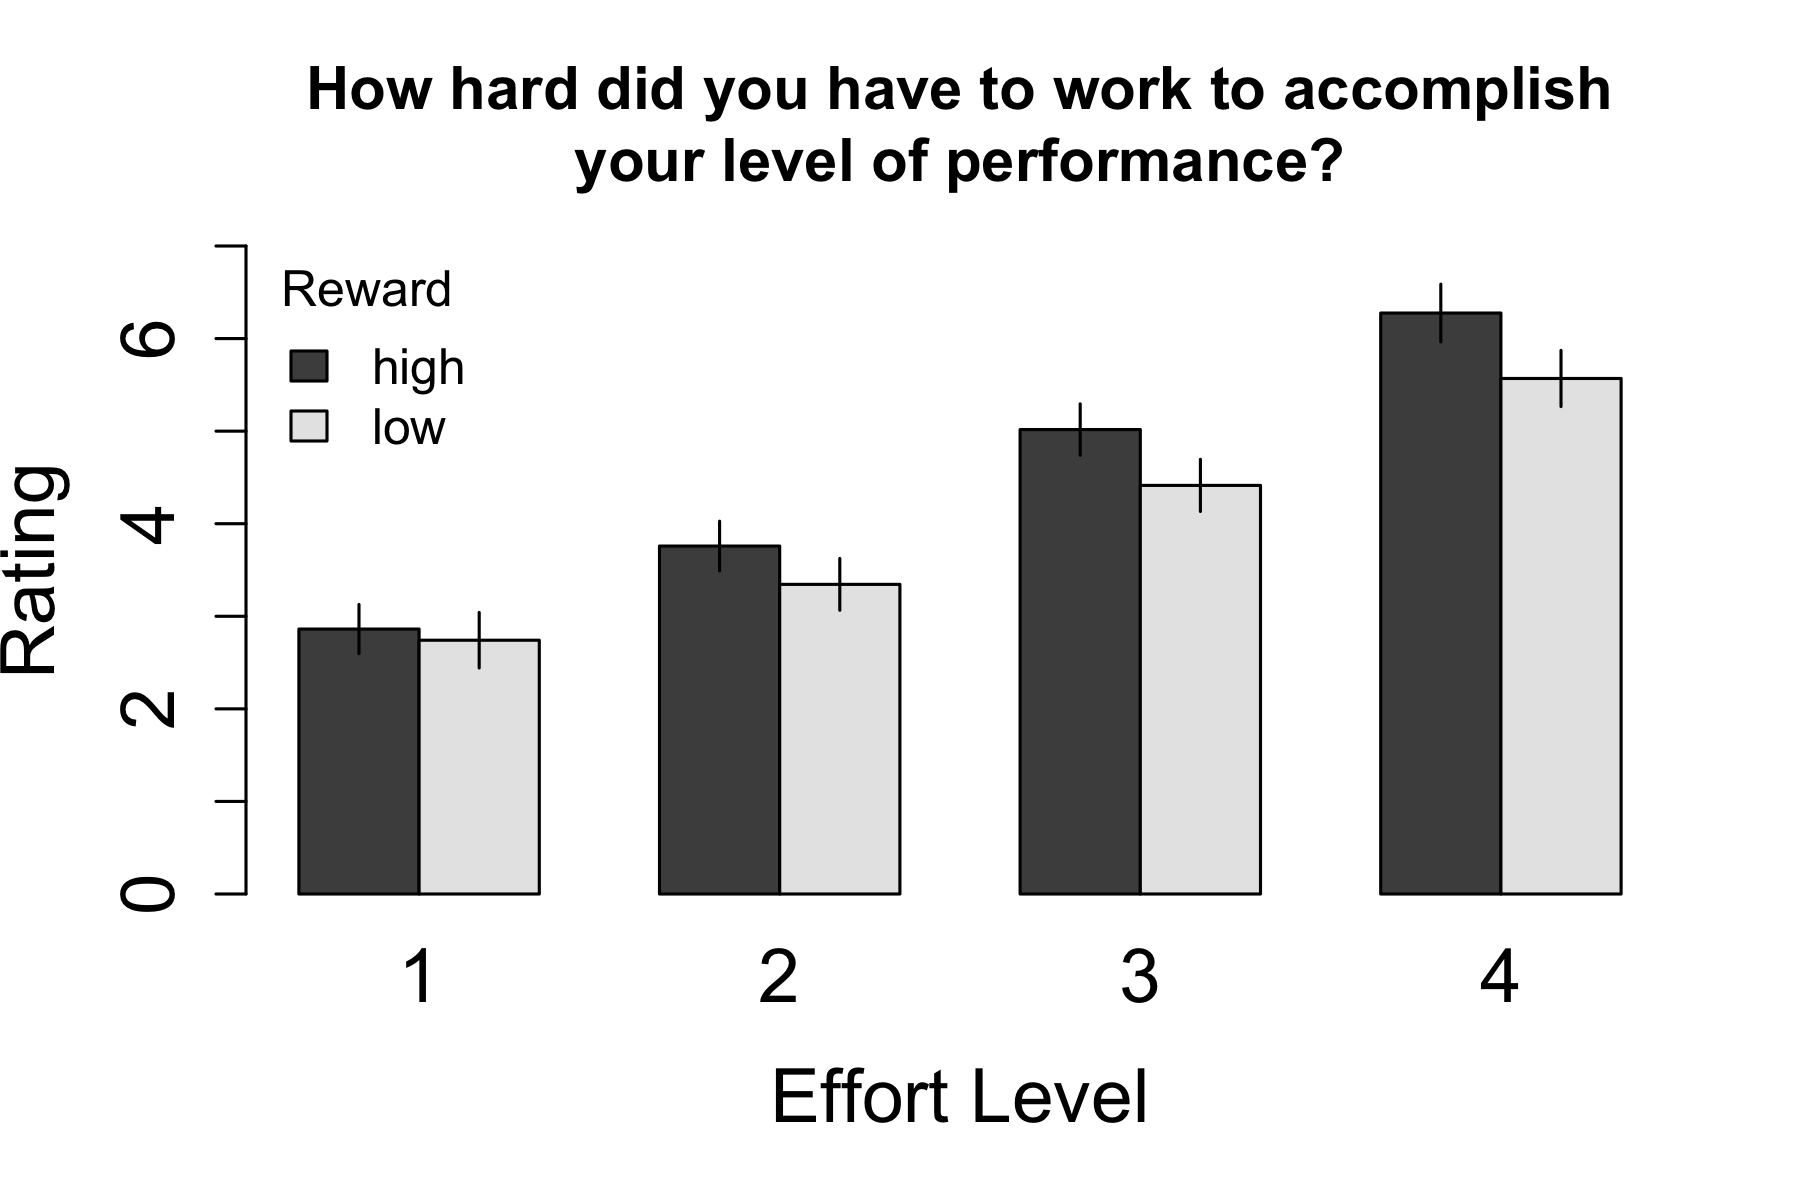 How hard did you have to work to accomplish
your level of performance?
Reward
high
low
Rating
6
4
2
0
1 2 3 4
Effort Level